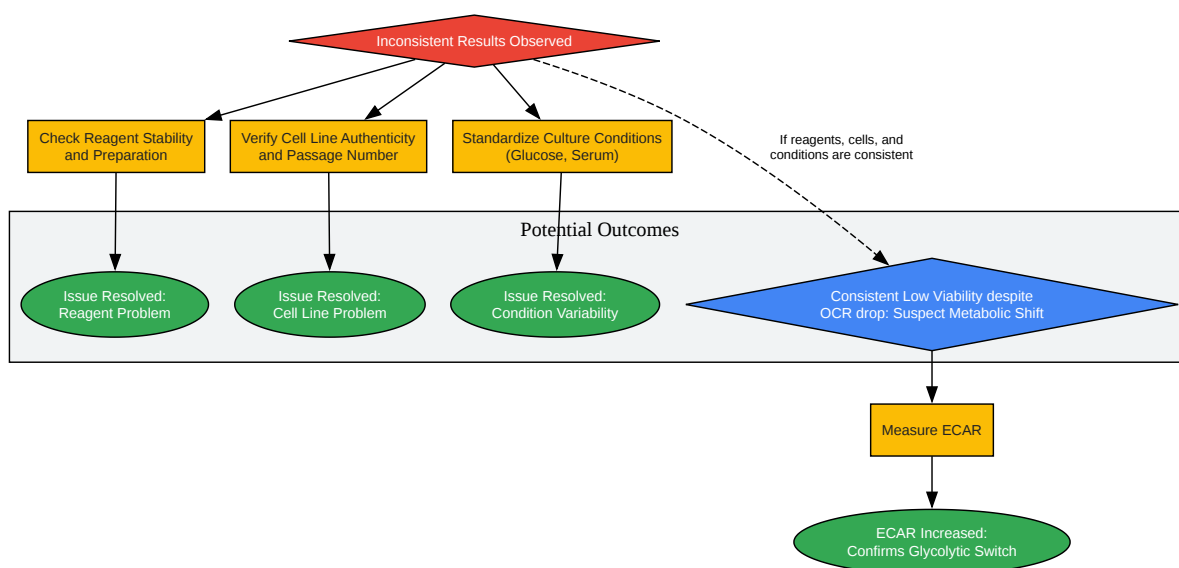 Inconsistent Results Observed
Check Reagent Stability
and Preparation
Verify Cell Line Authenticity
and Passage Number
Standardize Culture Conditions
(Glucose, Serum)
If reagents, cells, and
conditions are consistent
Potential Outcomes
Issue Resolved:
Reagent Problem
Issue Resolved:
Cell Line Problem
Issue Resolved:
Condition Variability
Consistent Low Viability despite
OCR drop: Suspect Metabolic Shift
Measure ECAR
ECAR Increased:
Confirms Glycolytic Switch